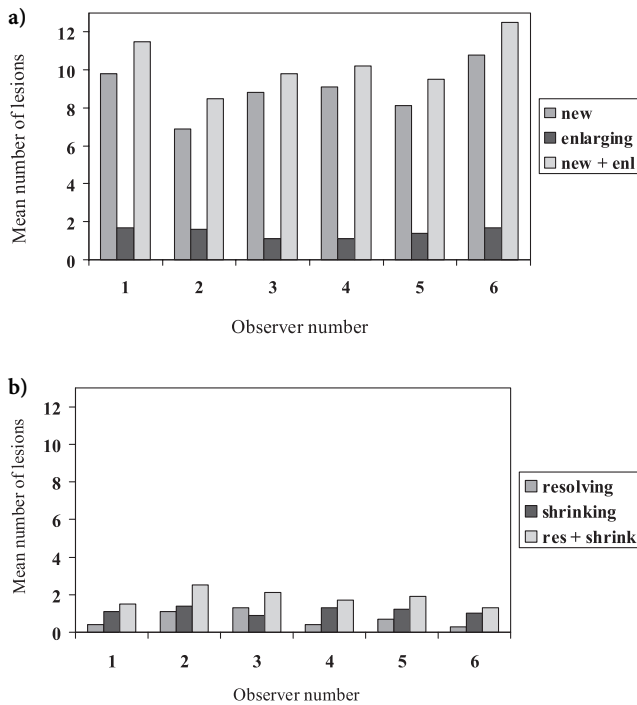 a)
12
10
8
6
4
2
0
Mean number of lesions
1 2 3 4 5 6
Observer number
new
enlarging
new + enl
b)
12
10
8
6
4
2
0
Mean number of lesions
1 2 3 4 5 6
Observer number
resolving
shrinking
res + shrink